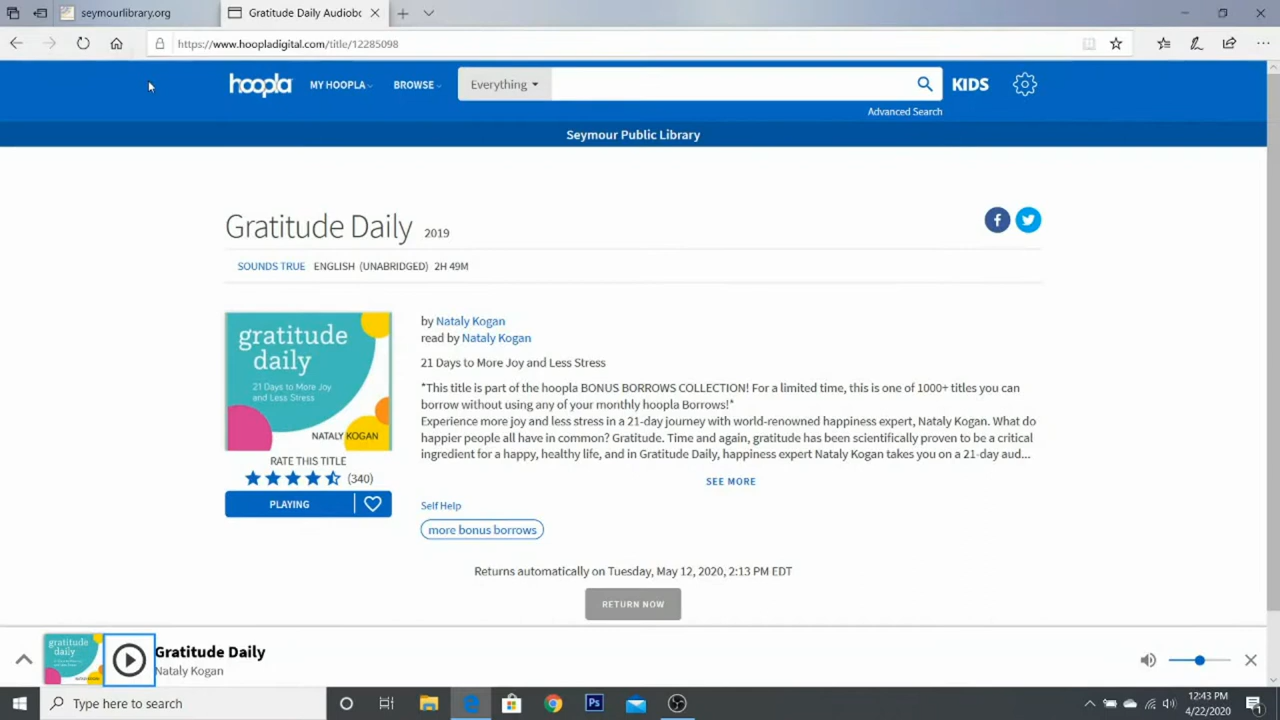 seymourlibrary.org
Gratitude Daily Audiobo
https://www.hoopladigital.com/title/12285098
hoopla
MY HOOPLA
BROWSE
Everything
KIDS
Advanced Search
Seymour Public Library
Gratitude Daily 2019
SOUNDS TRUE ENGLISH (UNABRIDGED) 2H 49M
gratitude
daily
21 Days to More Joy
and Less Stress
NATALY KOGAN
RATE THIS TITLE
(340)
PLAYING
by Nataly Kogan
read by Nataly Kogan
21 Days to More Joy and Less Stress
*This title is part of the hoopla BONUS BORROWS COLLECTION! For a limited time, this is one of 1000+ titles you can
borrow without using any of your monthly hoopla Borrows!*
Experience more joy and less stress in a 21-day journey with world-renowned happiness expert, Nataly Kogan. What do
happier people all have in common? Gratitude. Time and again, gratitude has been scientifically proven to be a critical
ingredient for a happy, healthy life, and in Gratitude Daily, happiness expert Nataly Kogan takes you on a 21-day aud...
SEE MORE
Self Help
more bonus borrows
Returns automatically on Tuesday, May 12, 2020, 2:13 PM EDT
RETURN NOW
gratitude
daily
Gratitude Daily
Nataly Kogan
Type here to search
Ps
12:43 PM
4/22/2020
1